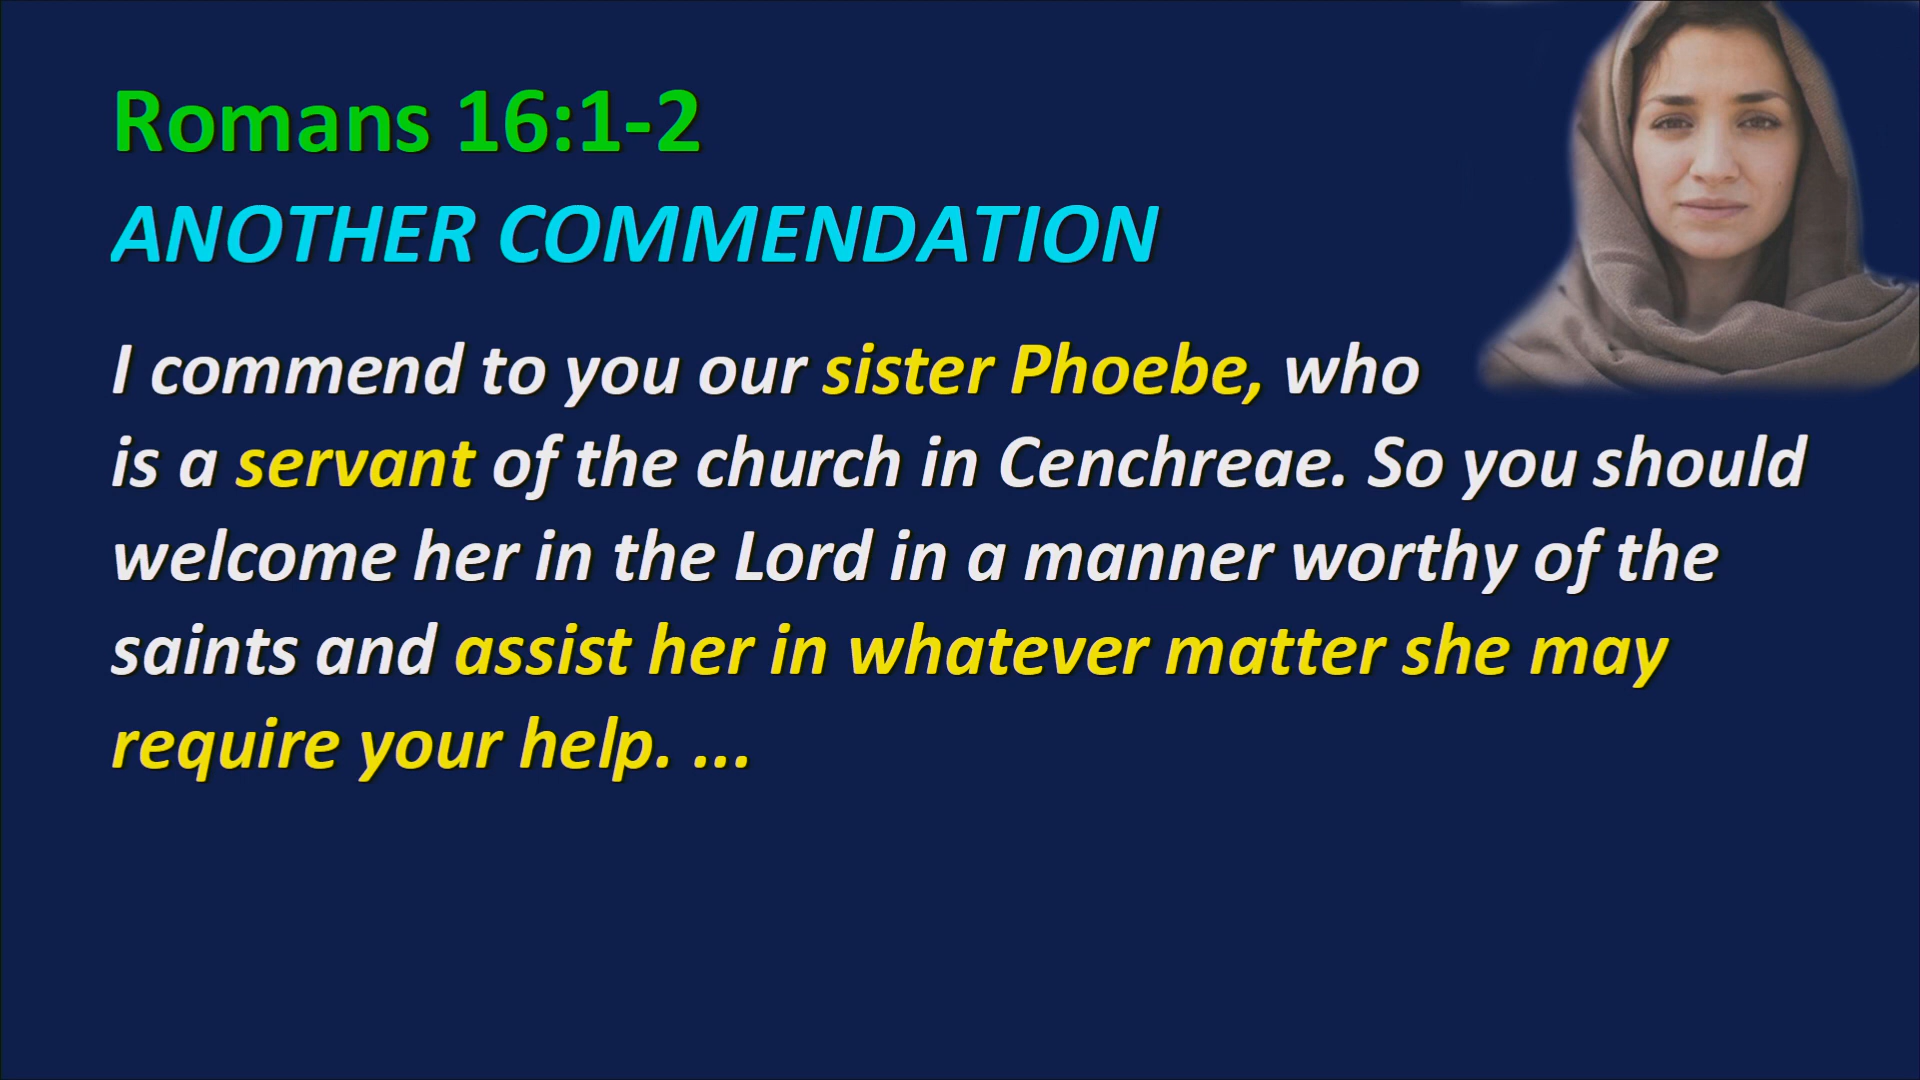 Romans 16:1-2
ANOTHER COMMENDATION
I commend to you our sister Phoebe, who
is a servant of the church in Cenchreae. So you should
welcome her in the Lord in a manner worthy of the
saints and assist her in whatever matter she may
require your help. ...